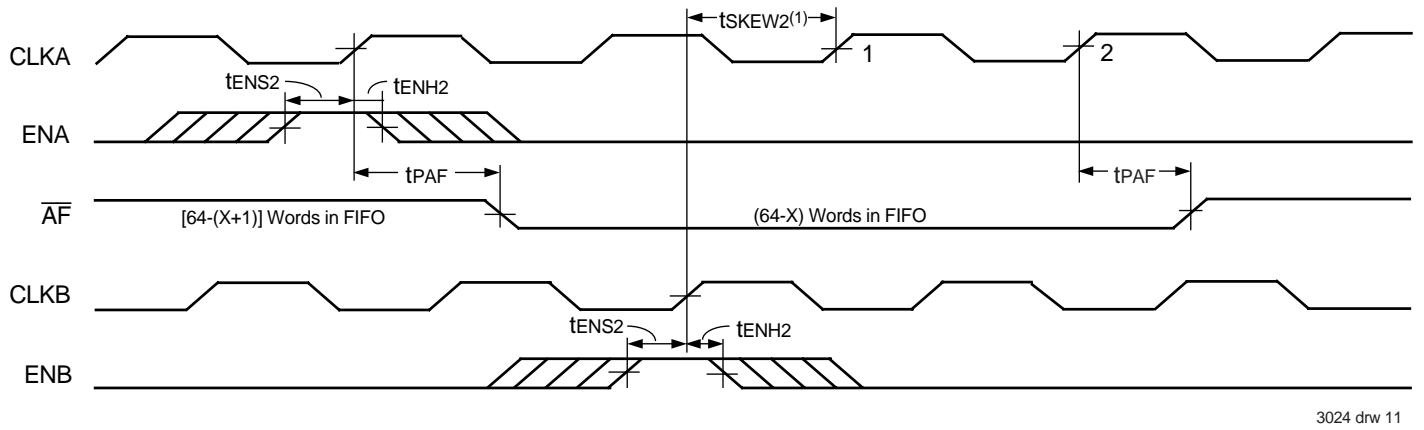 tSKEW2(1)
CLKA
1
2
tENS2
tENH2
ENA
tPAF
tPAF
AF
[64-(X+1)] Words in FIFO
(64-X) Words in FIFO
CLKB
tENS2
tENH2
ENB
3024 drw 11